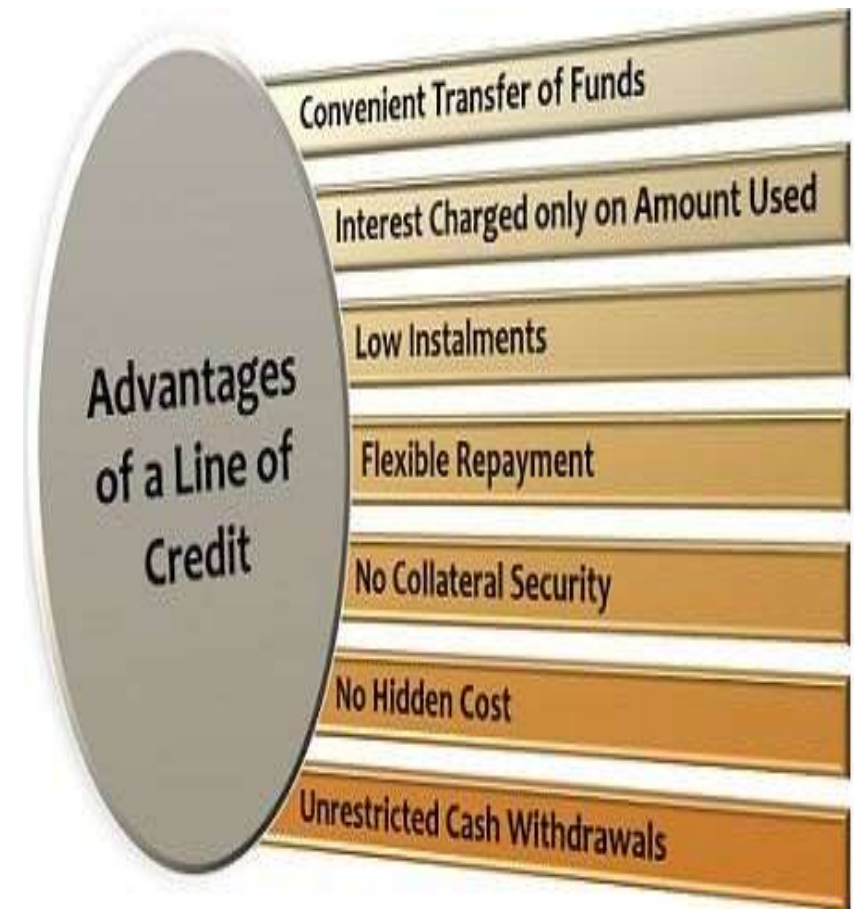 Advantages
of a Line of
Credit
Convenient Transfer of Funds
Interest Charged only on Amount Used
Low Instalments
Flexible Repayment
No Collateral Security
No Hidden Cost
Unrestricted Cash Withdrawals